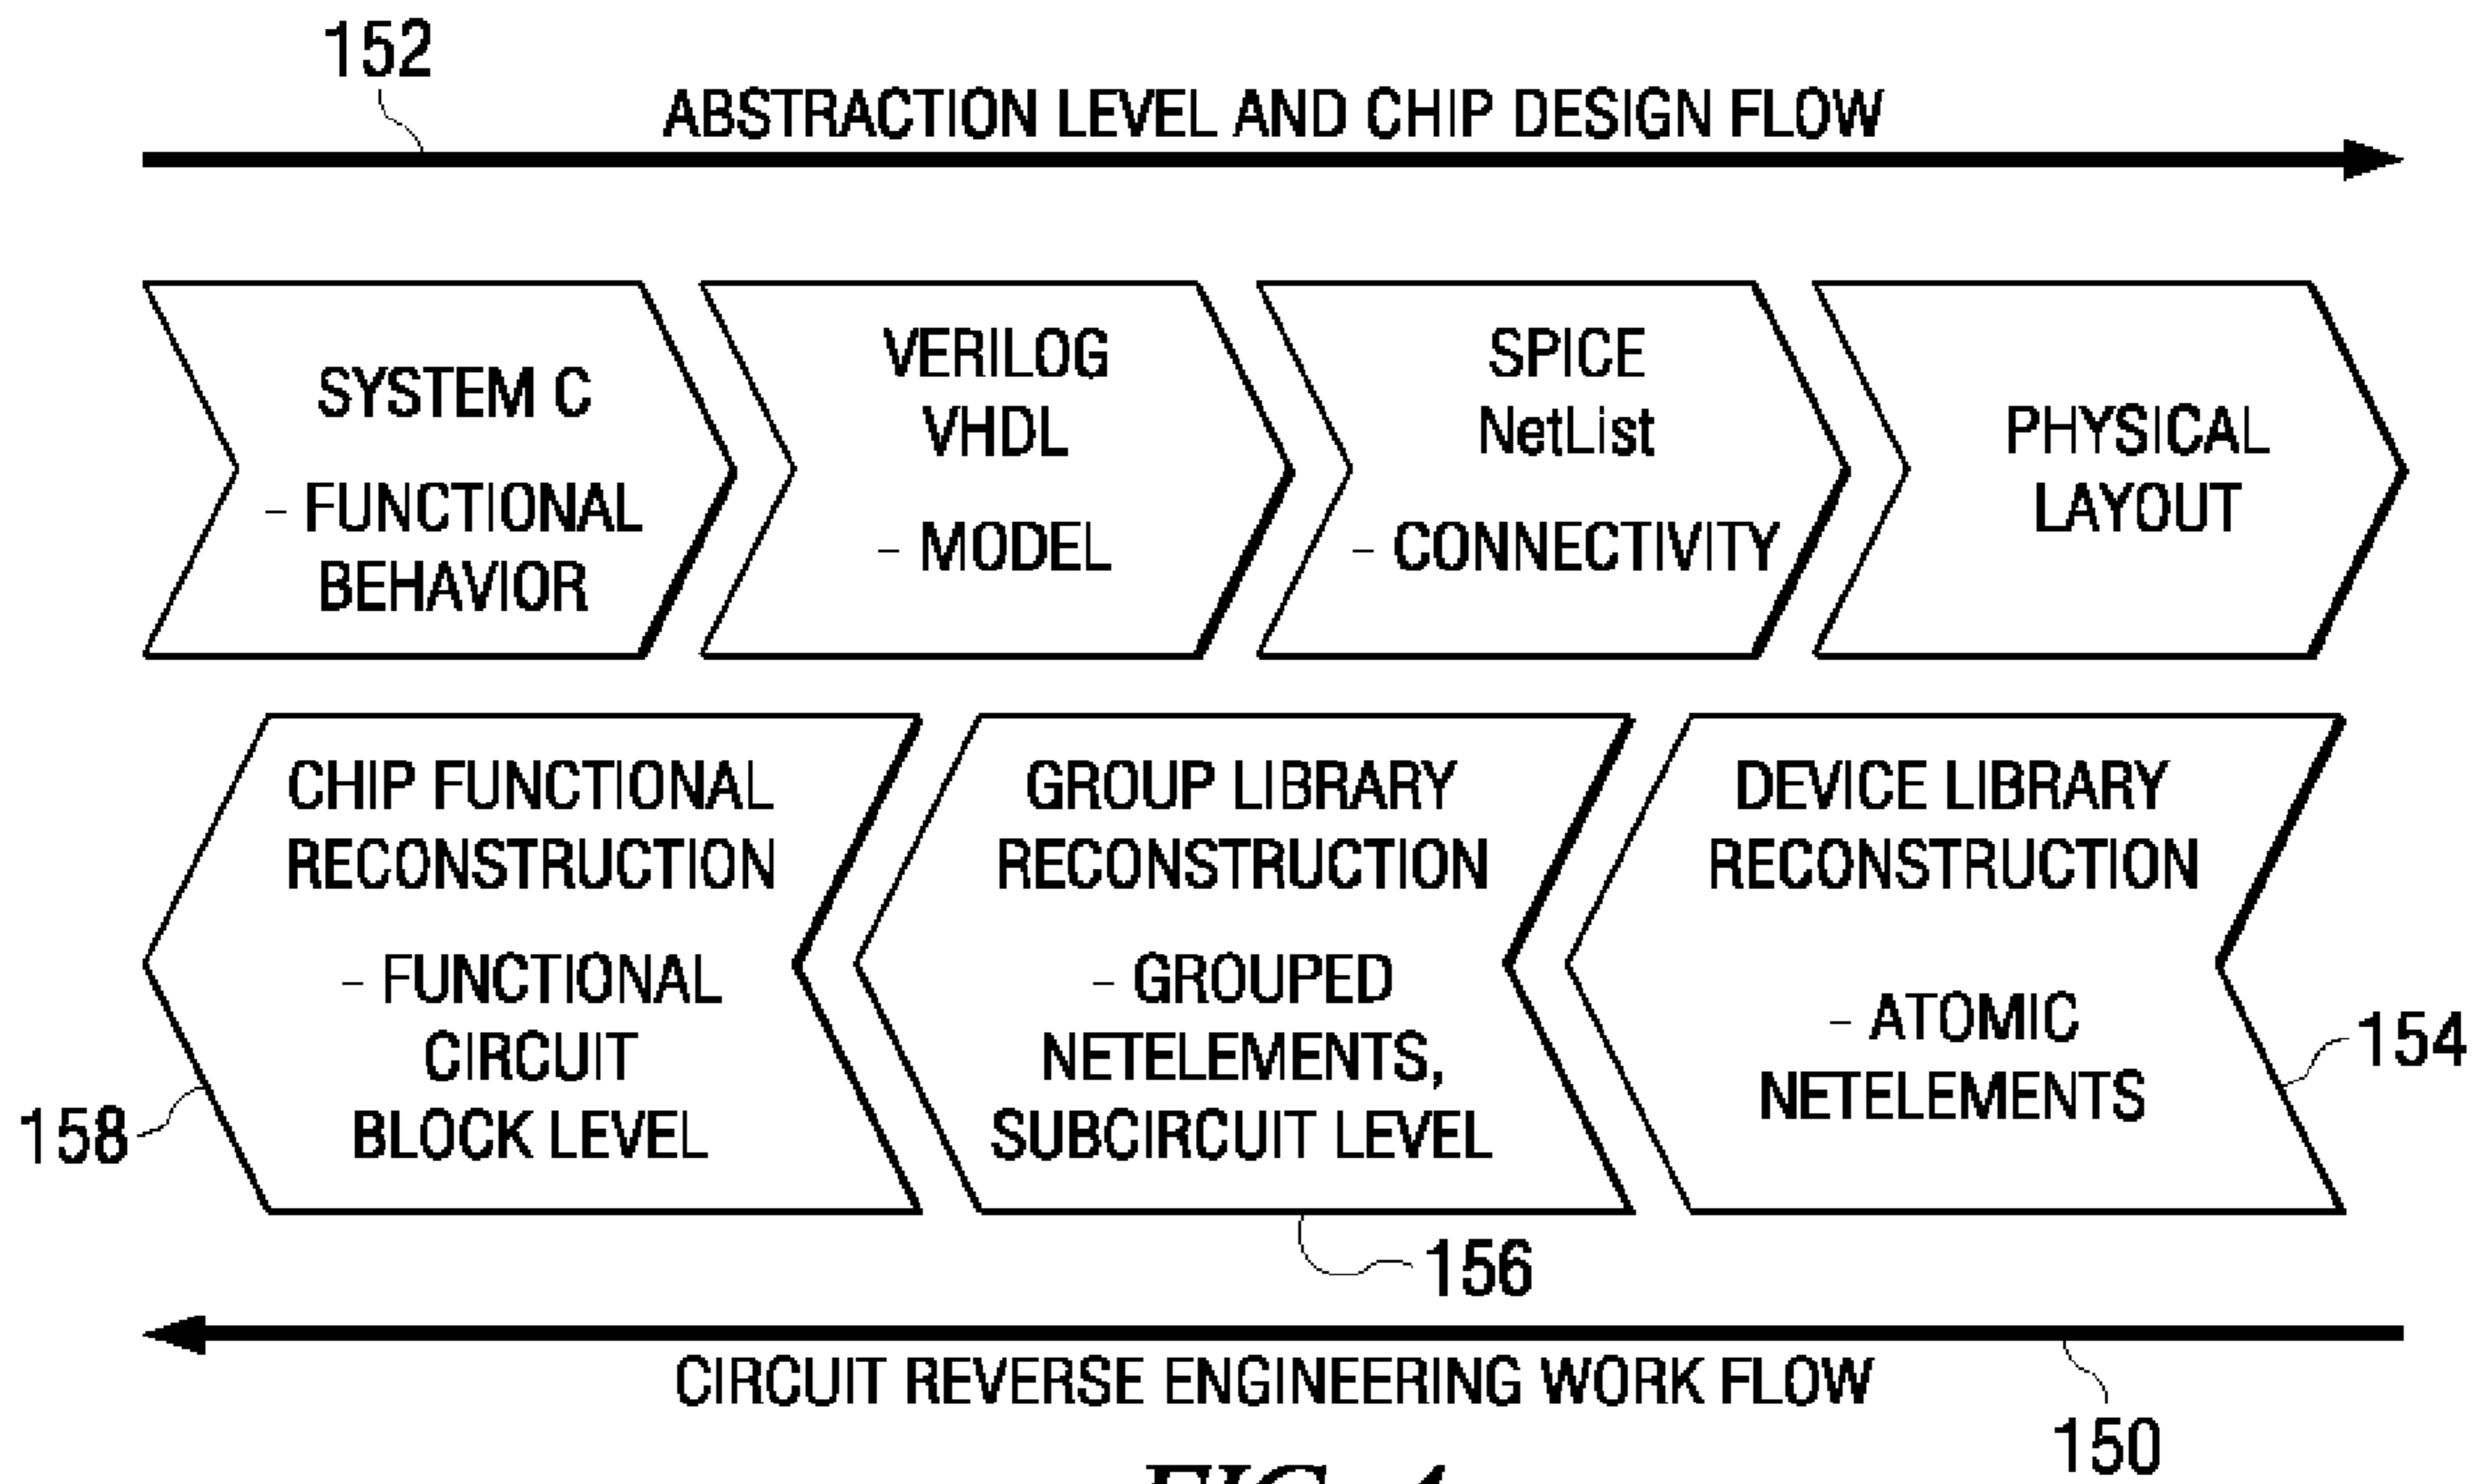 152
ABSTRACTION LEVEL AND CHIP DESIGN FLOW
SYSTEM C
- FUNCTIONAL
BEHAVIOR
VERILOG
VHDL
- MODEL
SPICE
NetList
- CONNECTIVITY
PHYSICAL
LAYOUT
CHIP FUNCTIONAL
RECONSTRUCTION
- FUNCTIONAL
CIRCUIT
BLOCK LEVEL
158
GROUP LIBRARY
RECONSTRUCTION
- GROUPED
NETELEMENTS,
SUBCIRCUIT LEVEL
156
DEVICE LIBRARY
RECONSTRUCTION
- ATOMIC
NETELEMENTS
154
CIRCUIT REVERSE ENGINEERING WORK FLOW
150